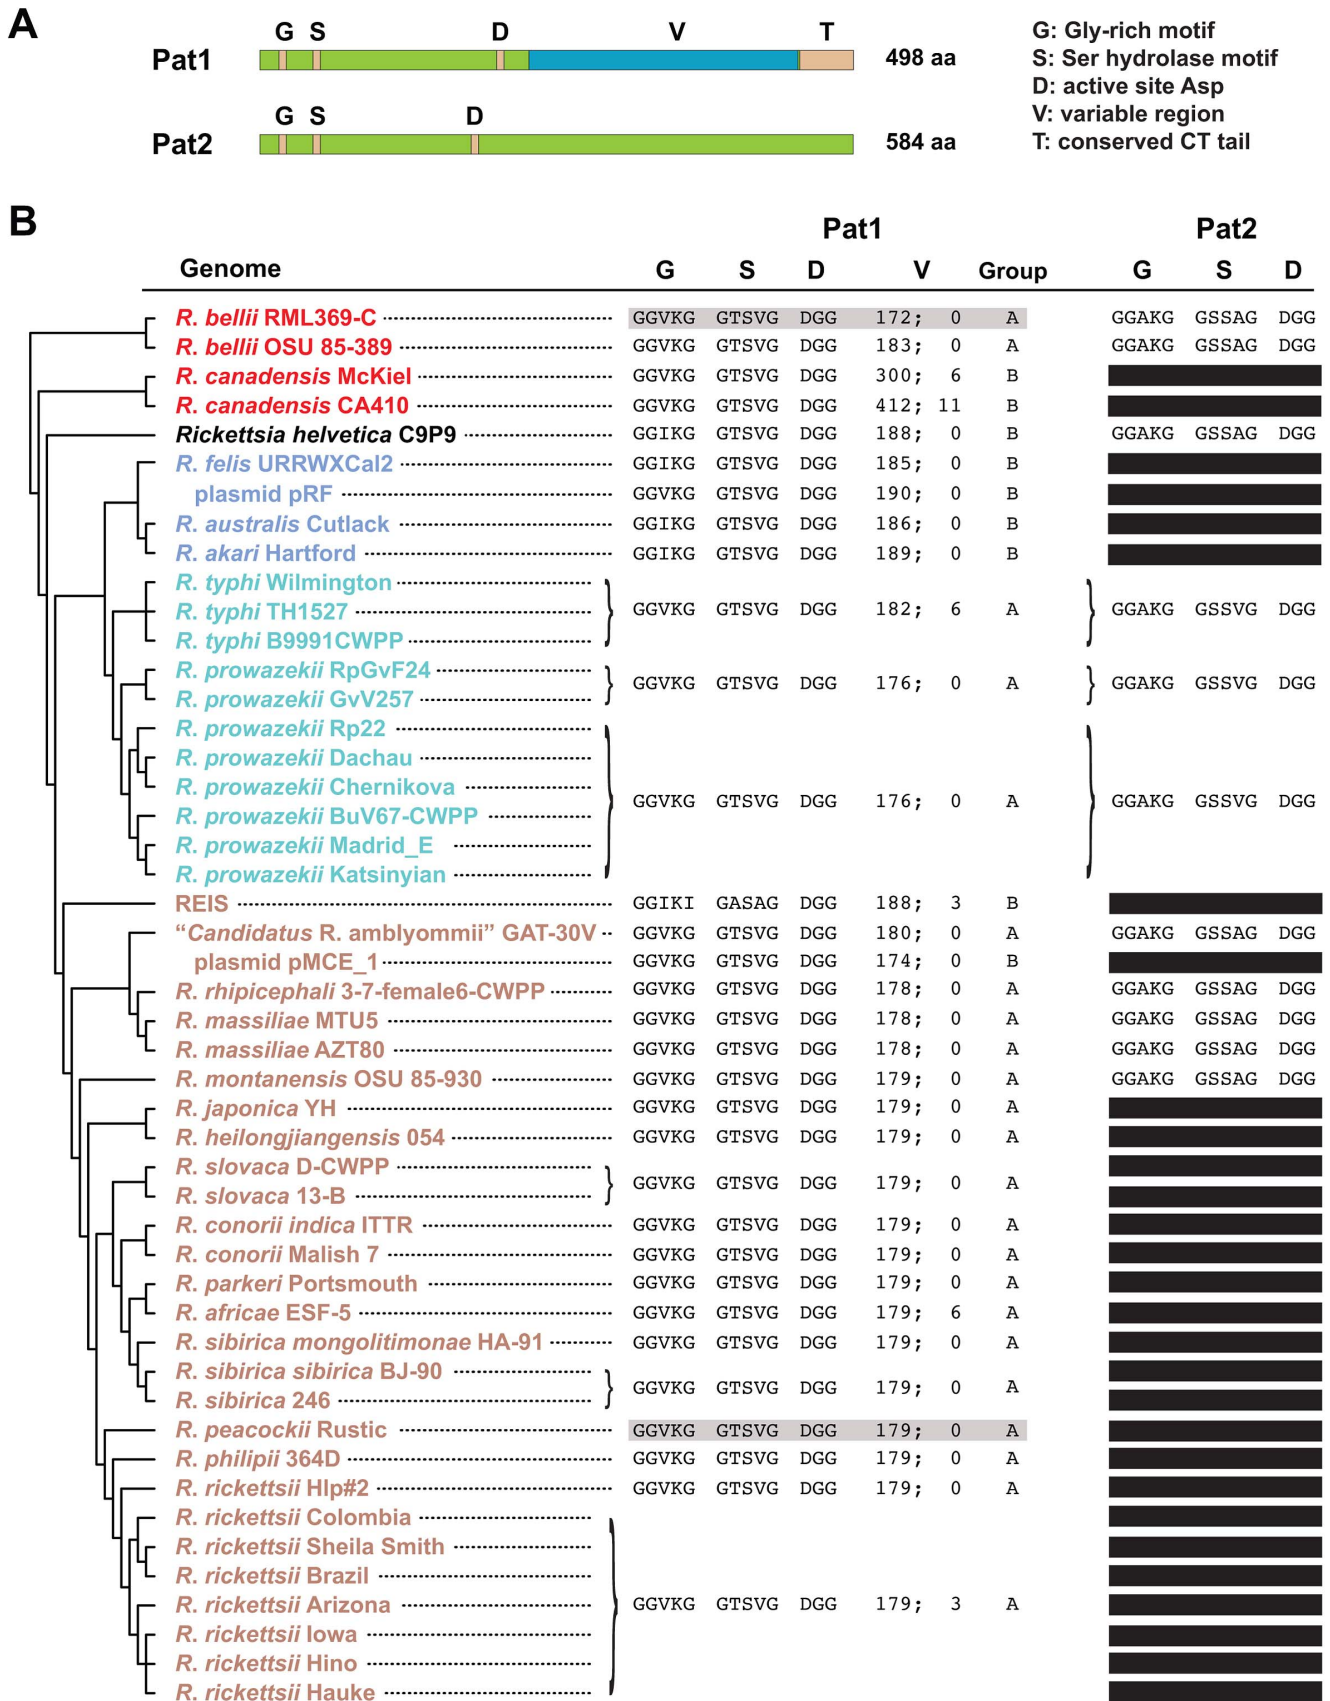 A
G S D V T
Pat1 498 aa
G S D
Pat2 584 aa
G: Gly-rich motif
S: Ser hydrolase motif
D: active site Asp
V: variable region
T: conserved CT tail
B
Pat1 Pat2
Genome G S D V Group G S D
R. bellii RML369-C GGVKG GTSVG DGG 172; 0 A GGAKG GSSAG DGG
R. bellii OSU 85-389 GGVKG GTSVG DGG 183; 0 A GGAKG GSSAG DGG
R. canadensis McKiel GGVKG GTSVG DGG 300; 6 B
R. canadensis CA410 GGVKG GTSVG DGG 412; 11 B
Rickettsia helvetica C9P9 GGIKG GTSVG DGG 188; 0 B GGAKG GSSAG DGG
R. felis URRWXCal2 GGIKG GTSVG DGG 185; 0 B
plasmid pRF GGVKG GTSVG DGG 190; 0 B
R. australis Cutlack GGIKG GTSVG DGG 186; 0 B
R. akari Hartford GGIKG GTSVG DGG 189; 0 B
R. typhi Wilmington
R. typhi TH1527 GGVKG GTSVG DGG 182; 6 A GGAKG GSSVG DGG
R. typhi B9991CWPP
R. prowazekii RpGvF24
GGVKG GTSVG DGG 176; 0 A GGAKG GSSVG DGG
R. prowazekii GvV257
R. prowazekii Rp22
R. prowazekii Dachau
R. prowazekii Chernikova
GGVKG GTSVG DGG 176; 0 A GGAKG GSSVG DGG
R. prowazekii BuV67-CWPP
R. prowazekii Madrid_E
R. prowazekii Katsinyian
REIS GGIKI GASAG DGG 188; 3 B
“Candidatus R. amblyommii” GAT-30V GGVKG GTSVG DGG 180; 0 A GGAKG GSSAG DGG
plasmid pMCE_1 GGVKG GTSVG DGG 174; 0 B
R. rhipicephali 3-7-female6-CWPP GGVKG GTSVG DGG 178; 0 A GGAKG GSSAG DGG
R. massiliae MTU5 GGVKG GTSVG DGG 178; 0 A GGAKG GSSAG DGG
R. massiliae AZT80 GGVKG GTSVG DGG 178; 0 A GGAKG GSSAG DGG
R. montanensis OSU 85-930 GGVKG GTSVG DGG 179; 0 A GGAKG GSSAG DGG
R. japonica YH GGVKG GTSVG DGG 179; 0 A
R. heilongjiangensis 054 GGVKG GTSVG DGG 179; 0 A
R. slovaca D-CWPP
GGVKG GTSVG DGG 179; 0 A
R. slovaca 13-B
R. conorii indica ITTR GGVKG GTSVG DGG 179; 0 A
R. conorii Malish 7 GGVKG GTSVG DGG 179; 0 A
R. parkeri Portsmouth GGVKG GTSVG DGG 179; 0 A
R. africae ESF-5 GGVKG GTSVG DGG 179; 6 A
R. sibirica mongolitimonae HA-91 GGVKG GTSVG DGG 179; 0 A
R. sibirica sibirica BJ-90
GGVKG GTSVG DGG 179; 0 A
R. sibirica 246
R. peacockii Rustic GGVKG GTSVG DGG 179; 0 A
R. philipii 364D GGVKG GTSVG DGG 179; 0 A
R. rickettsii Hlp#2 GGVKG GTSVG DGG 179; 0 A
R. rickettsii Colombia
R. rickettsii Sheila Smith
R. rickettsii Brazil
R. rickettsii Arizona GGVKG GTSVG DGG 179; 3 A
R. rickettsii Iowa
R. rickettsii Hino
R. rickettsii Hauke